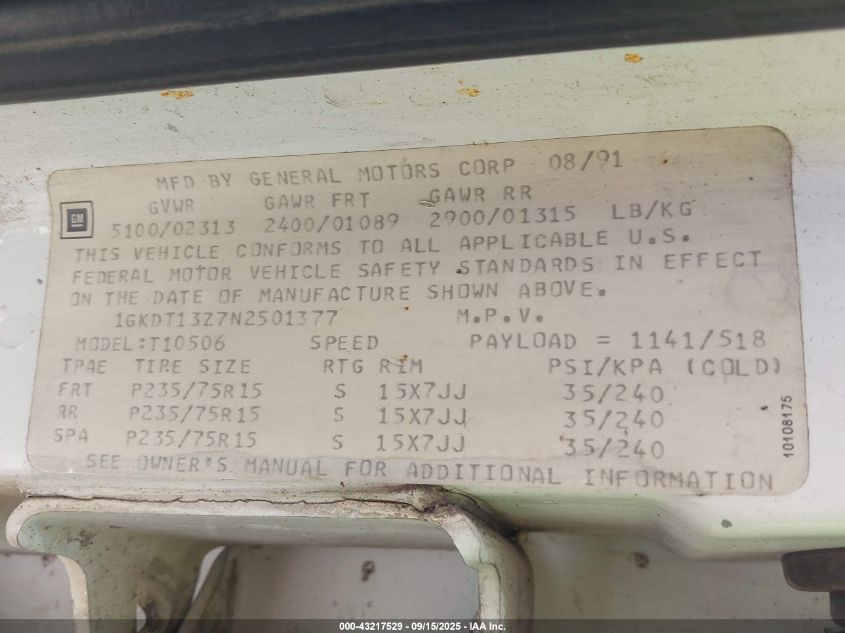 MFD BY GENERAL MOTORS CORP 08/91
GVWR GAWR FRT GAWR RR
GM
5100/02313 2400/01089 2900/01315 LB/KG
THIS VEHICLE CONFORMS TO ALL APPLICABLE U.S.
FEDERAL MOTOR VEHICLE SAFETY STANDARDS IN EFFECT
ON THE DATE OF MANUFACTURE SHOWN ABOVE.
1GKDT13Z7N2501377 M.P.V.
MODEL:T10506 SPEED PAYLOAD = 1141/518
TPAE TIRE SIZE RTG RIM PSI/KPA (COLD)
FRT P235/75R15 S 15X7JJ 35/240
RR P235/75R15 S 15X7JJ 35/240
SPA P235/75R15 S 15X7JJ 35/240
SEE OWNER'S MANUAL FOR ADDITIONAL INFORMATION
10108175
000-43217529 - 09/15/2025 - IAA Inc.